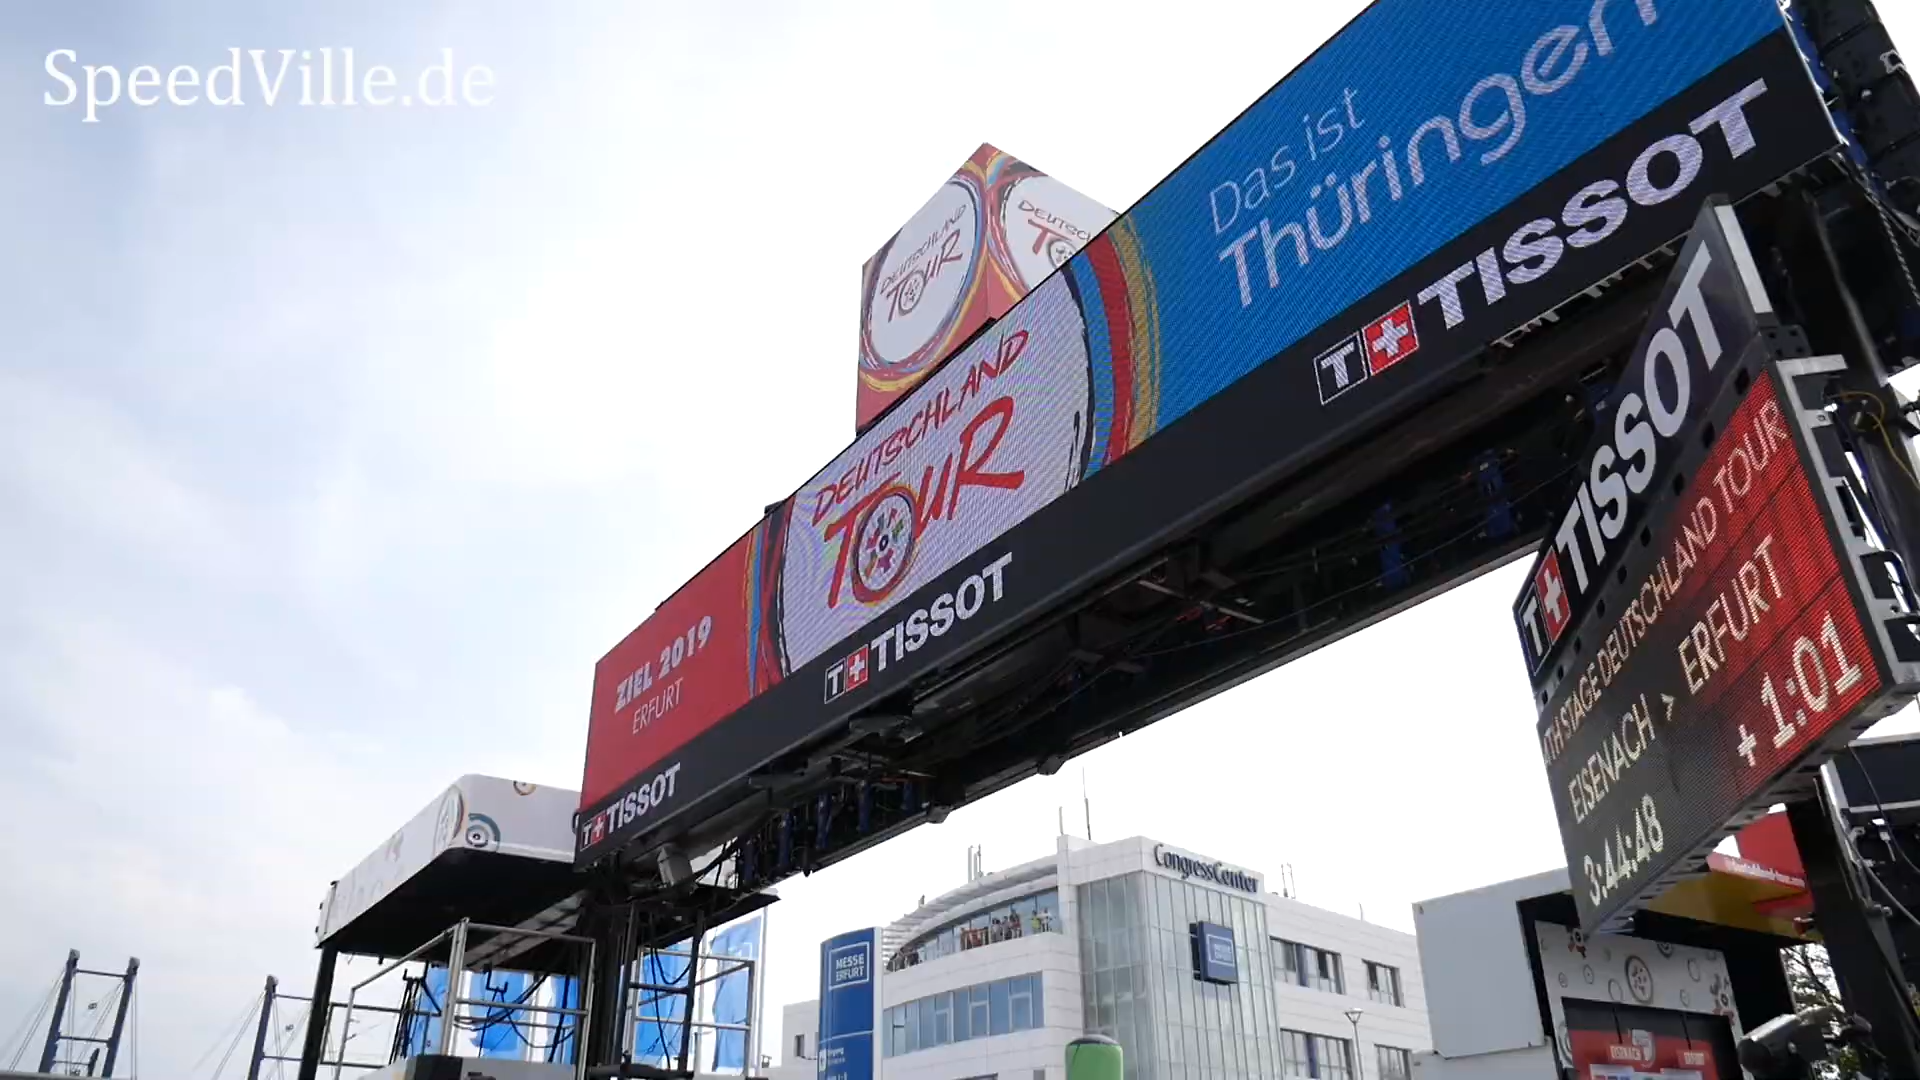 SpeedVille.de
DEUTSCHLAND
TOUR
Das ist
Thüringen
TISSOT
DEUTSCHLAND
TOUR
ZIEL 2019
ERFURT
T+TISSOT
T+TISSOT
T+TISSOT
T+TISSOT
STAGE DEUTSCHLAND TOUR
EISENACH > ERFURT
+ 1:01
3:44:48
CongressCenter
MESSE
ERFURT